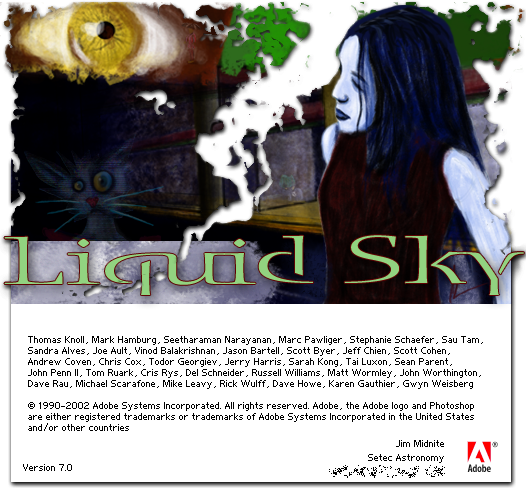 Liquid Sky
Thomas Knoll, Mark Hamburg, Seetharaman Narayanan, Marc Pawliger, Stephanie Schaefer, Sau Tam,
Sandra Alves, Joe Ault, Vinod Balakrishnan, Jason Bartell, Scott Byer, Jeff Chien, Scott Cohen,
Andrew Coven, Chris Cox, Todor Georgiev, Jerry Harris, Sarah Kong, Tai Luxon, Sean Parent,
John Penn II, Tom Ruark, Cris Rys, Del Schneider, Russell Williams, Matt Wormley, John Worthington,
Dave Rau, Michael Scarafone, Mike Leavy, Rick Wulff, Dave Howe, Karen Gauthier, Gwyn Weisberg
© 1990-2002 Adobe Systems Incorporated. All rights reserved. Adobe, the Adobe logo and Photoshop
are either registered trademarks or trademarks of Adobe Systems Incorporated in the United States
and/or other countries
Jim Midnite
Setec Astronomy
Version 7.0
Adobe®